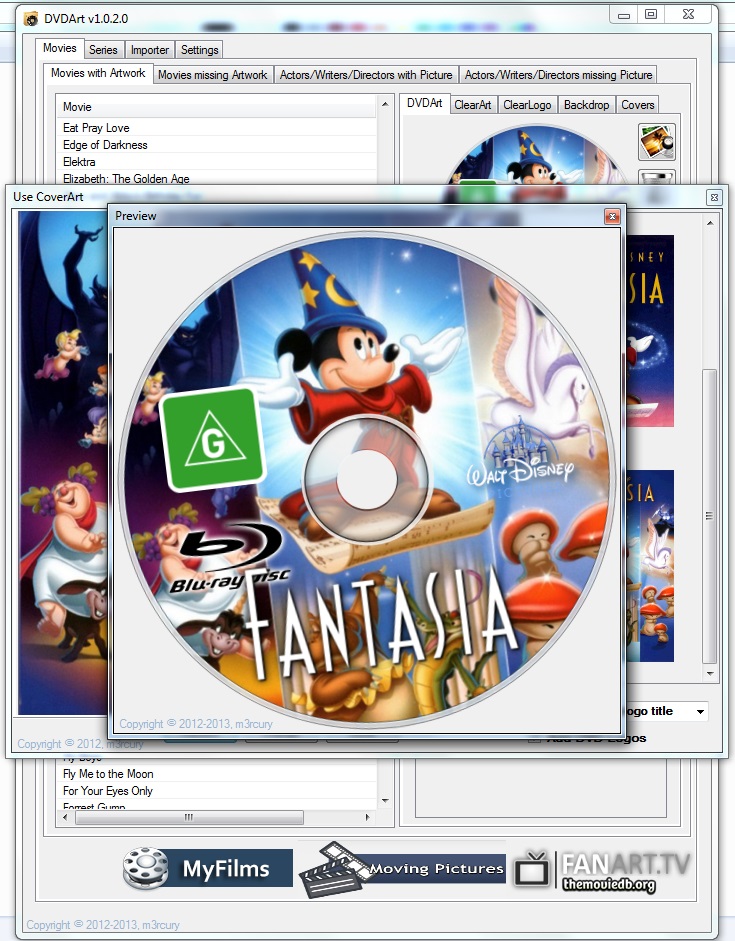 DVDArt v1.0.2.0
Movies Series Importer Settings
Movies with Artwork Movies missing Artwork Actors/Writers/Directors with Picture Actors/Writers/Directors missing Picture
Movie
Eat Pray Love
Edge of Darkness
Elektra
Elizabeth: The Golden Age
DVDArt ClearArt ClearLogo Backdrop Covers
Use CoverArt
Preview
G
WALT DISNEY
Blu-ray Disc
FANTASIA
Copyright © 2012-2013, m3rcury
SNEY
SIA
SIA
ogo title
Copyright © 2012, m3rcury
Fly Me to the Moon
For Your Eyes Only
Forrest Gump
MyFilms
Moving Pictures
FANART.TV
themoviedb.org
Copyright © 2012-2013, m3rcury